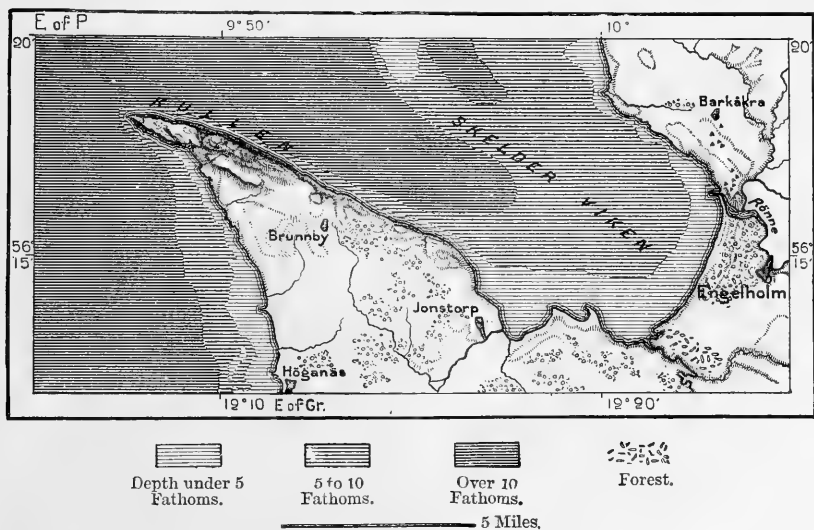 E of P
9° 50'
10°
20'
20'
KULLEN
SKELDER VIKEN
Barkåkra
Rönne
Brunnby
56°
15'
56°
15'
Engelholm
Jonstorp
Höganäs
12° 10
E of Gr.
12° 20
Depth under 5
Fathoms.
5 to 10
Fathoms.
Over 10
Fathoms.
Forest.
5 Miles.